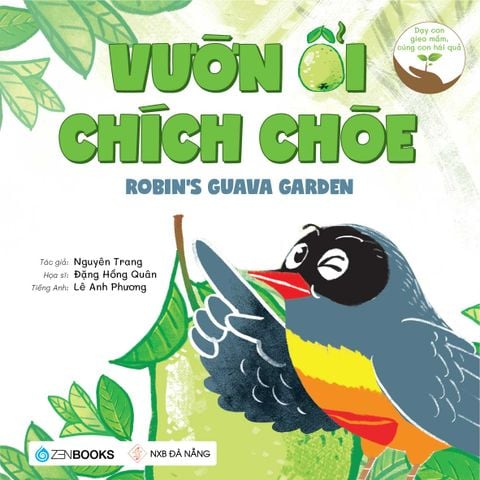 Dạy con
gieo mầm,
cùng con hái quả
VƯỜN ỔI
CHÍCH CHÒE
ROBIN'S GUAVA GARDEN
Tác giả: Nguyên Trang
Họa sĩ: Đặng Hồng Quân
Tiếng Anh: Lê Anh Phương
ZENBOOKS
NXB ĐÀ NẴNG